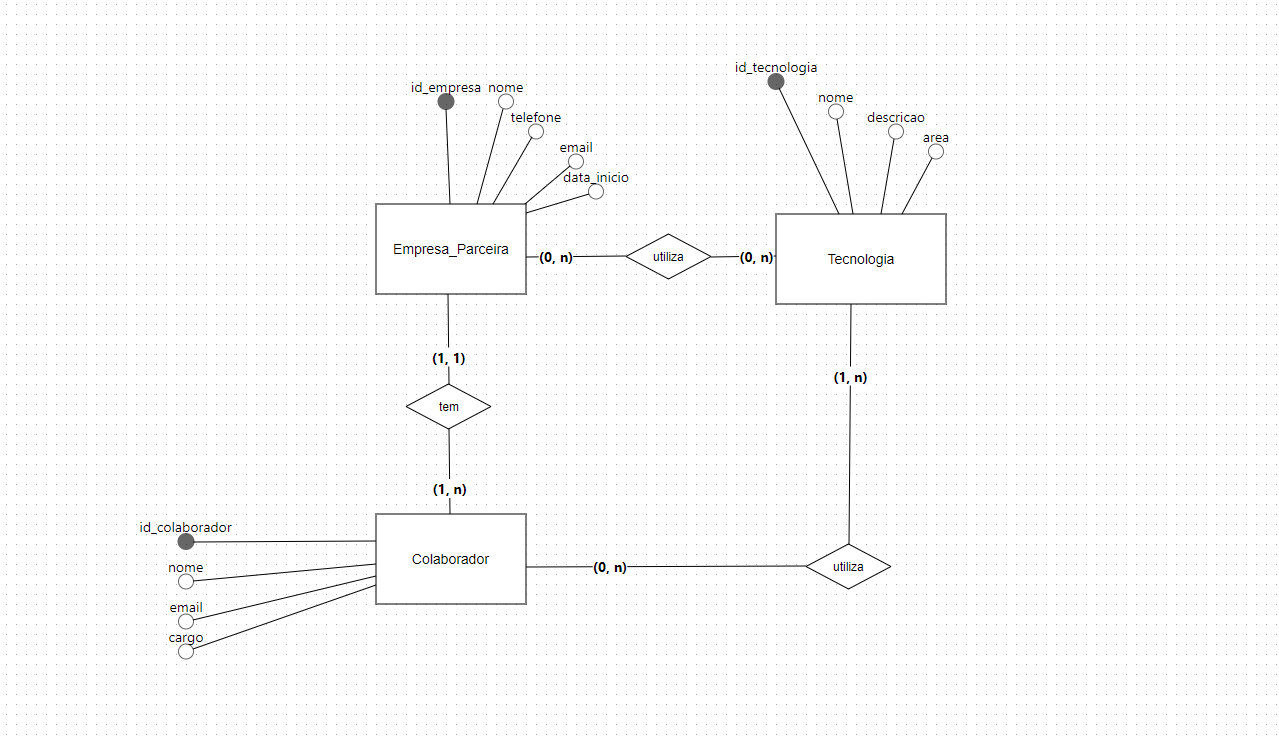 id_tecnologia
id_empresa
nome
nome
telefone
descricao
area
email
data_inicio
Empresa_Parceira
(0, n)
utiliza
(0, n)
Tecnologia
(1, 1)
(1, n)
tem
(1, n)
id_colaborador
Colaborador
nome
(0, n)
utiliza
email
cargo